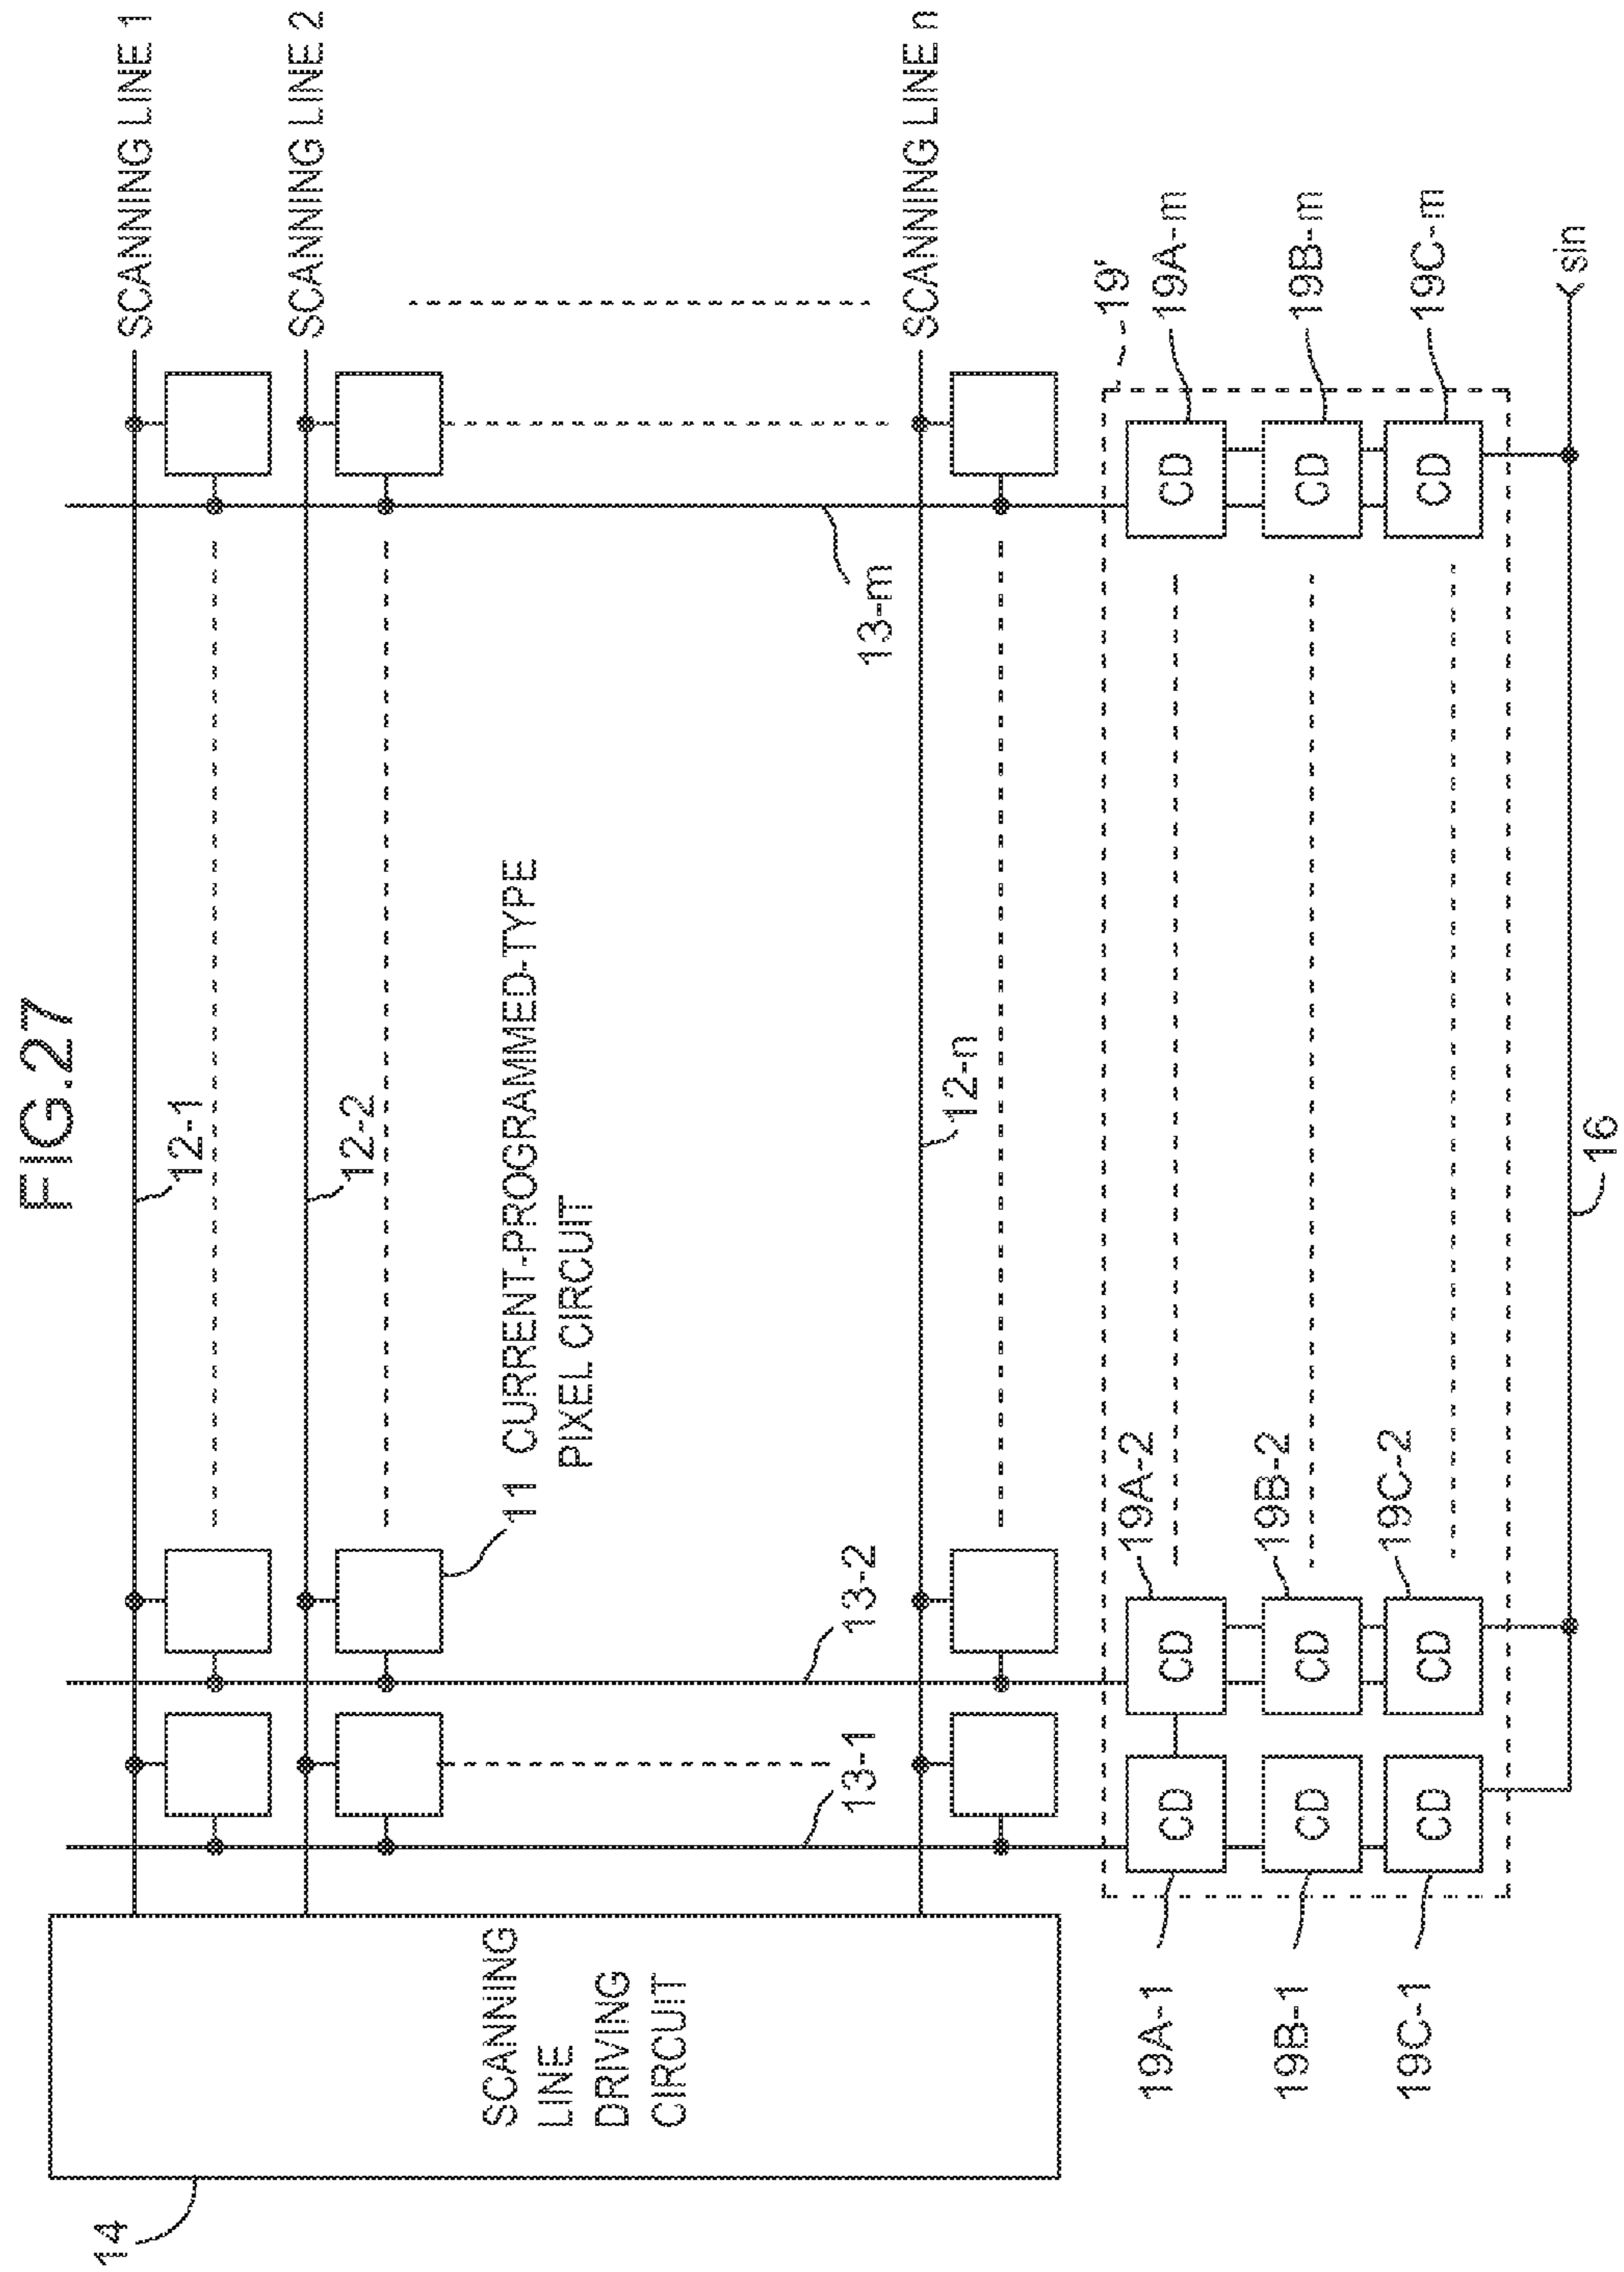 FIG.27
SCANNING LINE 1
12-1
SCANNING LINE 2
12-2
11 CURRENT-PROGRAMMED-TYPE
PIXEL CIRCUIT
14
SCANNING
LINE
DRIVING
CIRCUIT
13-1
13-2
13-m
SCANNING LINE n
12-n
19'
19A-1
CD
CD
19A-2
CD
19A-m
19B-1
CD
CD
19B-2
CD
19B-m
19C-1
CD
CD
19C-2
CD
19C-m
16
sin